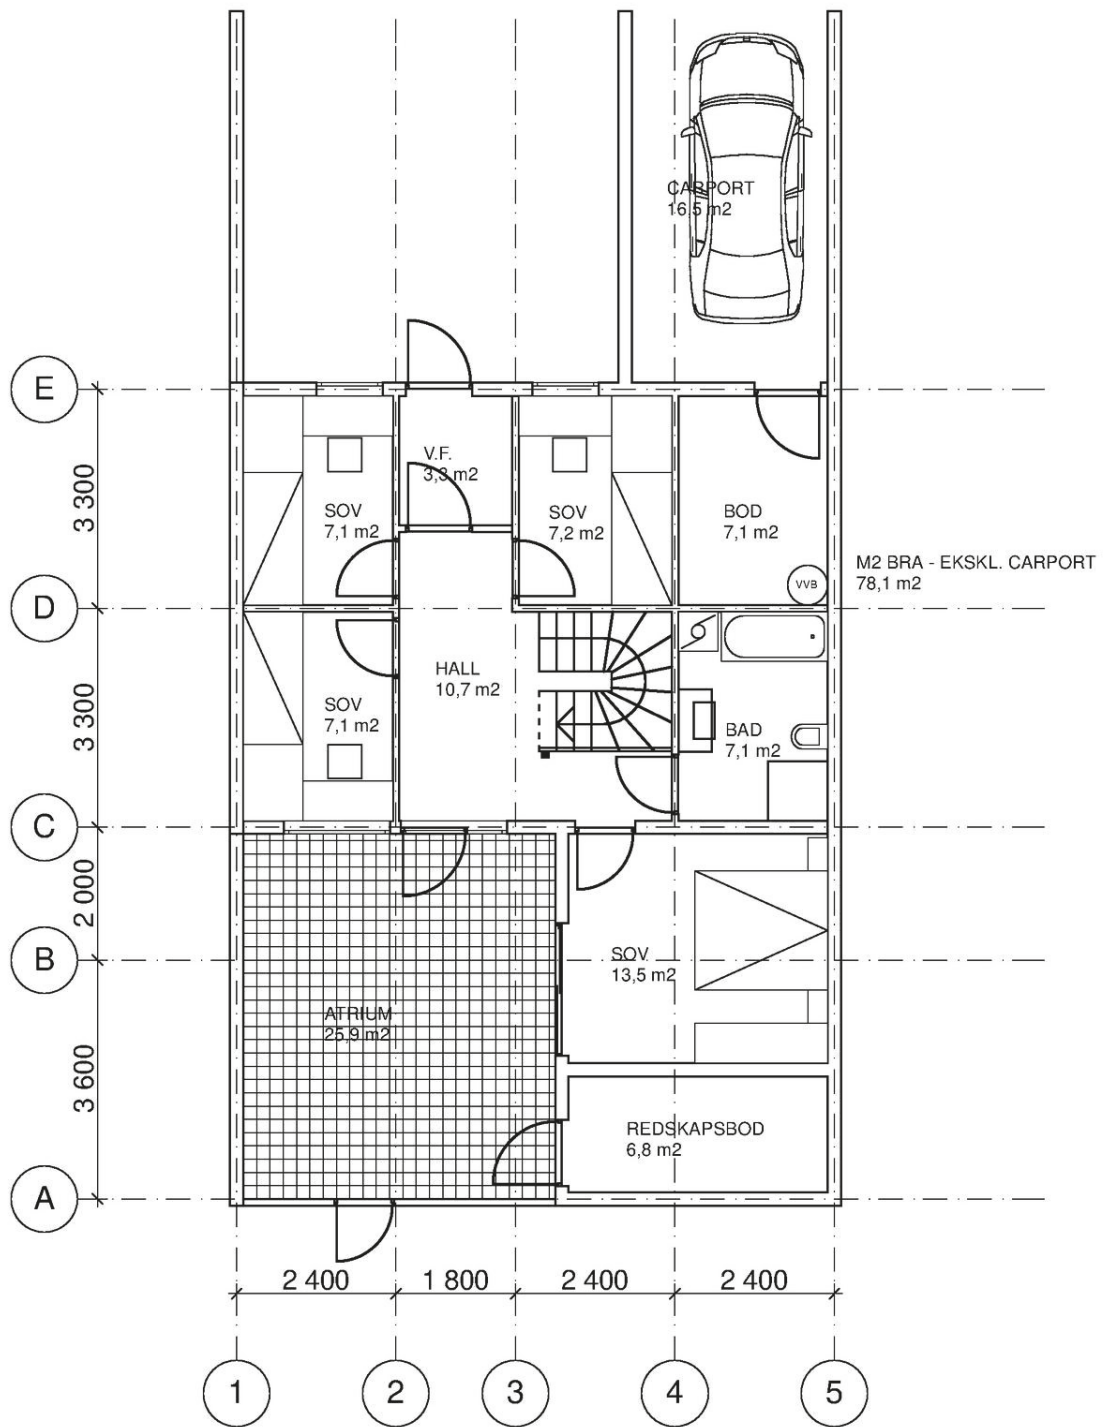 CARPORT
16,5 m2
E
V.F.
3,3 m2
3 300
SOV
7,1 m2
SOV
7,2 m2
BOD
7,1 m2
M2 BRA - EKSKL. CARPORT
78,1 m2
VVB
D
HALL
10,7 m2
3 300
SOV
7,1 m2
BAD
7,1 m2
C
2 000
B
SOV
13,5 m2
ATRIUM
25,9 m2
3 600
REDSKAPSBOD
6,8 m2
A
2 400
1 800
2 400
2 400
1
2
3
4
5